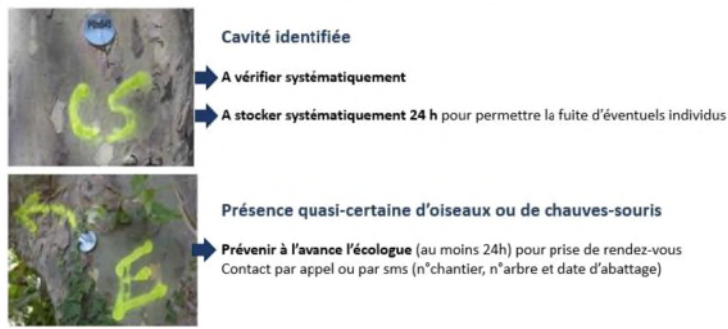 Cavité identifiée
CS
A vérifier systématiquement
A stocker systématiquement 24 h pour permettre la fuite d'éventuels individus
Présence quasi-certaine d'oiseaux ou de chauves-souris
E
Prévenir à l'avance l'écologue (au moins 24h) pour prise de rendez-vous
Contact par appel ou par sms (n°chantier, n°arbre et date d'abattage)